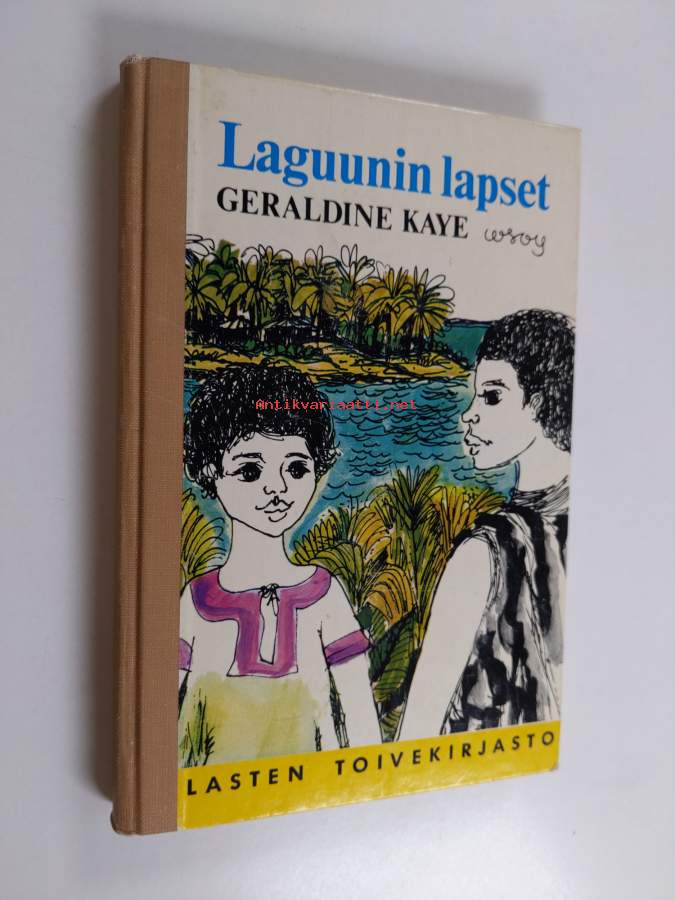 Laguunin lapset
GERALDINE KAYE wsoy
Antikvariaatti.net
LASTEN TOIVEKIRJASTO